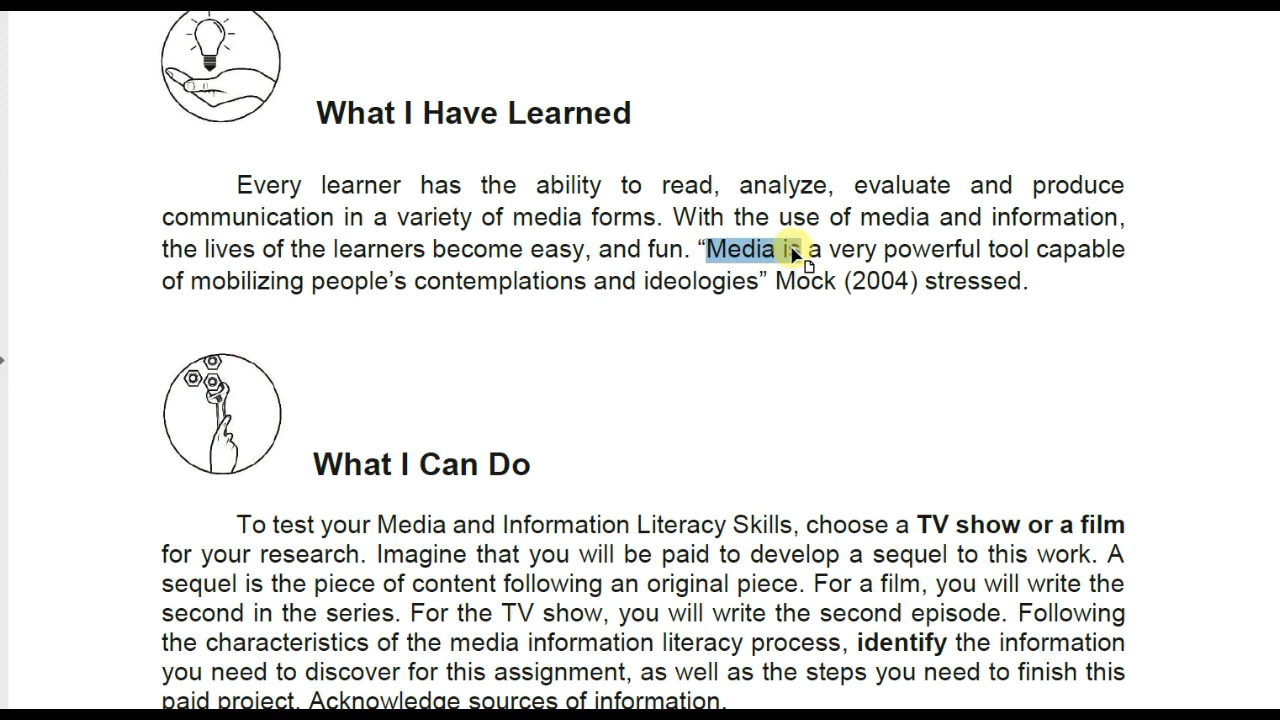 What I Have Learned
Every learner has the ability to read, analyze, evaluate and produce
communication in a variety of media forms. With the use of media and information,
the lives of the learners become easy, and fun. “Media is a very powerful tool capable
of mobilizing people’s contemplations and ideologies” Mock (2004) stressed.
What I Can Do
To test your Media and Information Literacy Skills, choose a TV show or a film
for your research. Imagine that you will be paid to develop a sequel to this work. A
sequel is the piece of content following an original piece. For a film, you will write the
second in the series. For the TV show, you will write the second episode. Following
the characteristics of the media information literacy process, identify the information
you need to discover for this assignment, as well as the steps you need to finish this
paid project. Acknowledge sources of information.